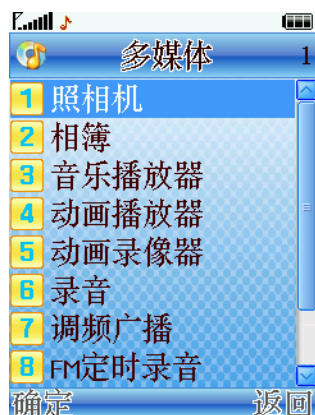 多媒体 1
1 照相机
2 相簿
3 音乐播放器
4 动画播放器
5 动画录像器
6 录音
7 调频广播
8 FM定时录音
确定 返回